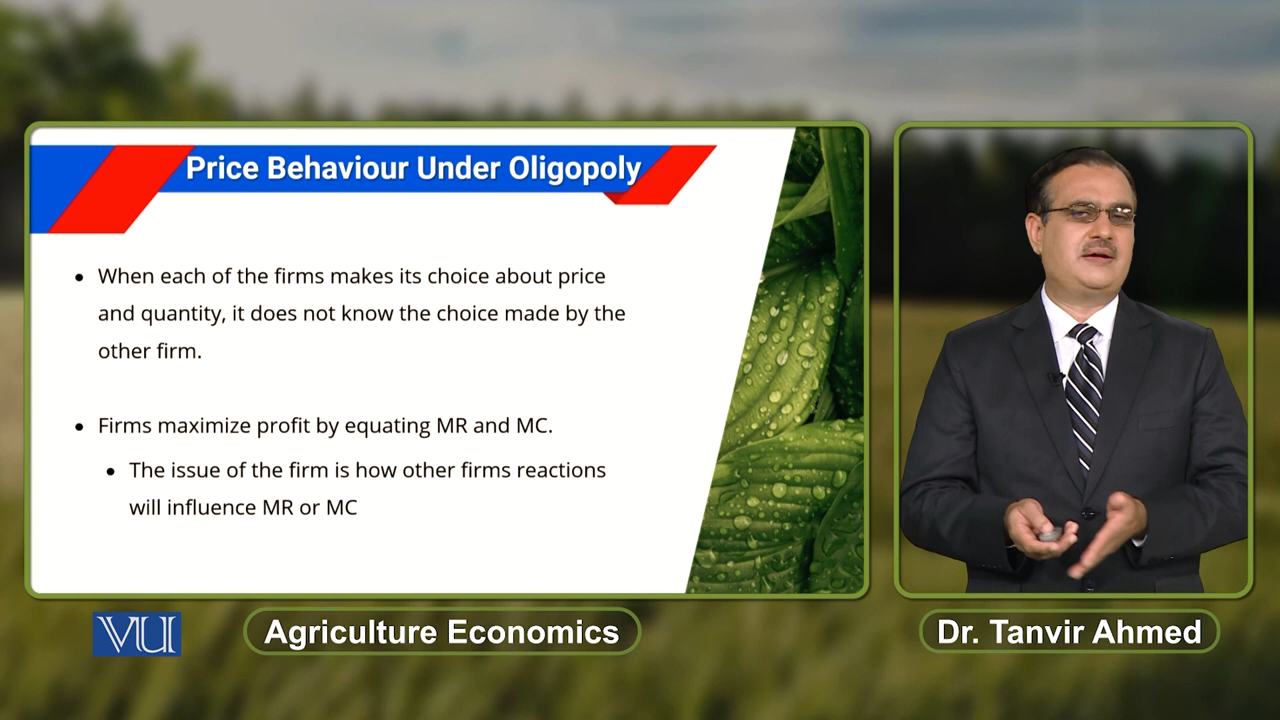 Price Behaviour Under Oligopoly
• When each of the firms makes its choice about price
and quantity, it does not know the choice made by the
other firm.
• Firms maximize profit by equating MR and MC.
• The issue of the firm is how other firms reactions
will influence MR or MC
VU
Agriculture Economics
Dr. Tanvir Ahmed